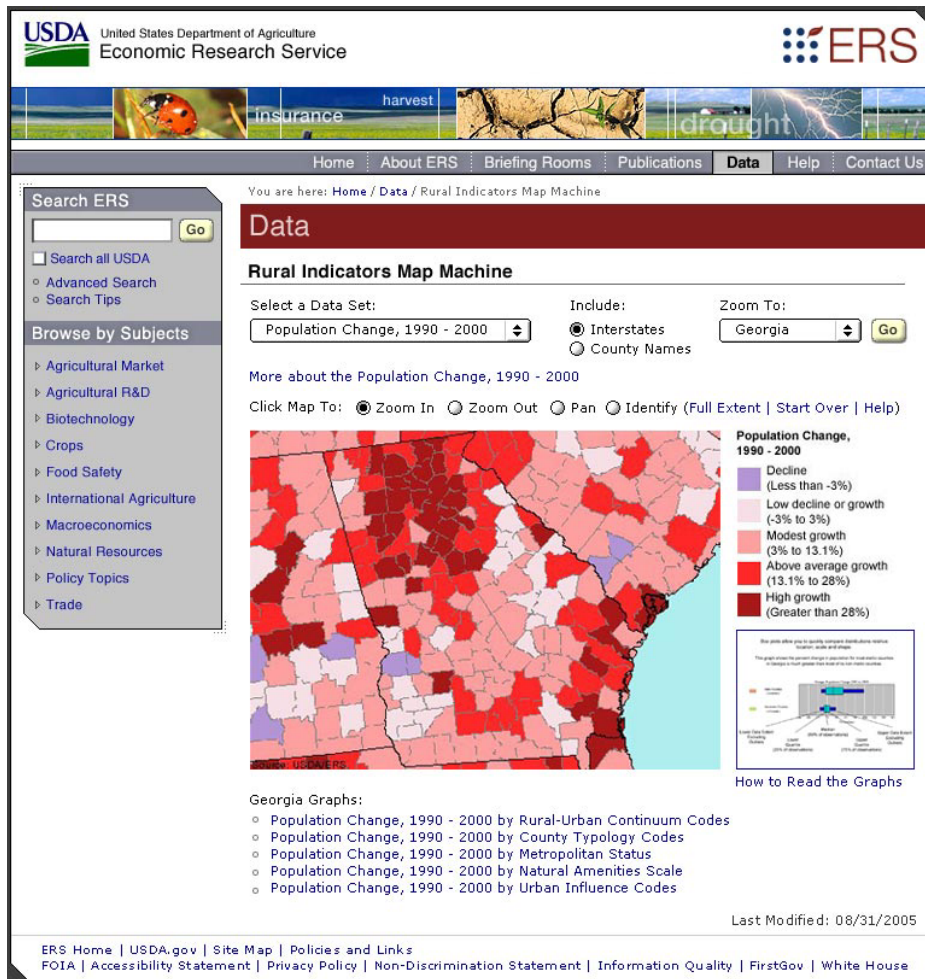 USDA United States Department of Agriculture
Economic Research Service
ERS
insurance harvest drought
Home About ERS Briefing Rooms Publications Data Help Contact Us
You are here: Home / Data / Rural Indicators Map Machine
Search ERS
Go
Search all USDA
Advanced Search
Search Tips
Browse by Subjects
Agricultural Market
Agricultural R&D
Biotechnology
Crops
Food Safety
International Agriculture
Macroeconomics
Natural Resources
Policy Topics
Trade
Data
Rural Indicators Map Machine
Select a Data Set: Include: Zoom To:
Population Change, 1990 - 2000 Interstates Georgia Go
County Names
More about the Population Change, 1990 - 2000
Click Map To: Zoom In Zoom Out Pan Identify (Full Extent | Start Over | Help)
Source: USDA/ERS
Population Change,
1990 - 2000
Decline
(Less than -3%)
Low decline or growth
(-3% to 3%)
Modest growth
(3% to 13.1%)
Above average growth
(13.1% to 28%)
High growth
(Greater than 28%)
How to Read the Graphs
Georgia Graphs:
Population Change, 1990 - 2000 by Rural-Urban Continuum Codes
Population Change, 1990 - 2000 by County Typology Codes
Population Change, 1990 - 2000 by Metropolitan Status
Population Change, 1990 - 2000 by Natural Amenities Scale
Population Change, 1990 - 2000 by Urban Influence Codes
Last Modified: 08/31/2005
ERS Home | USDA.gov | Site Map | Policies and Links
FOIA | Accessibility Statement | Privacy Policy | Non-Discrimination Statement | Information Quality | FirstGov | White House